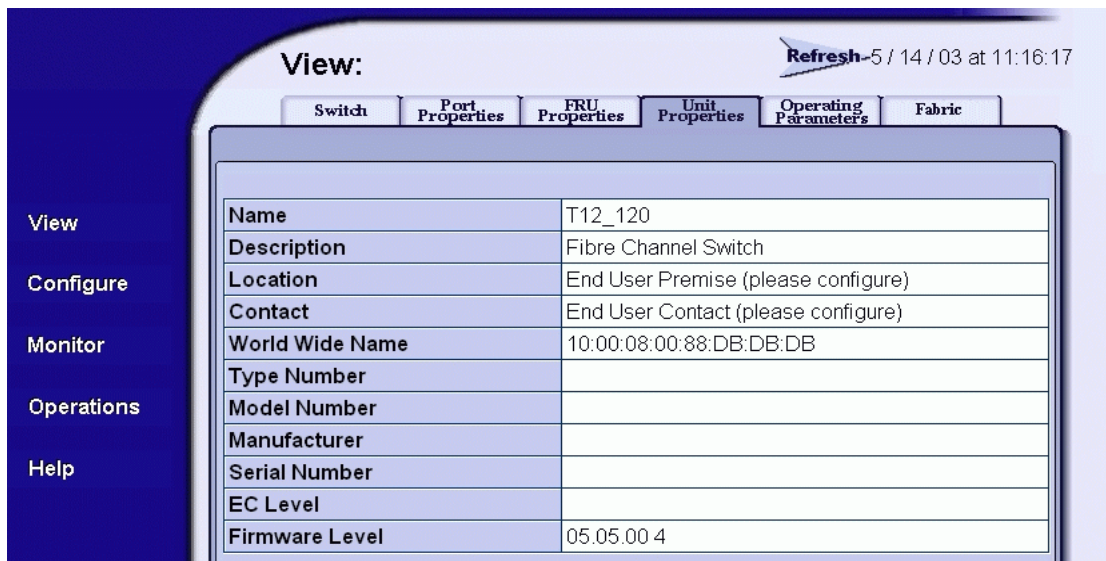 View:
Refresh-5 / 14 / 03 at 11:16:17
Switch
Port Properties
FRU Properties
Unit Properties
Operating Parameters
Fabric
View
Configure
Monitor
Operations
Help
Name T12_120
Description Fibre Channel Switch
Location End User Premise (please configure)
Contact End User Contact (please configure)
World Wide Name 10:00:08:00:88:DB:DB:DB
Type Number
Model Number
Manufacturer
Serial Number
EC Level
Firmware Level 05.05.00 4